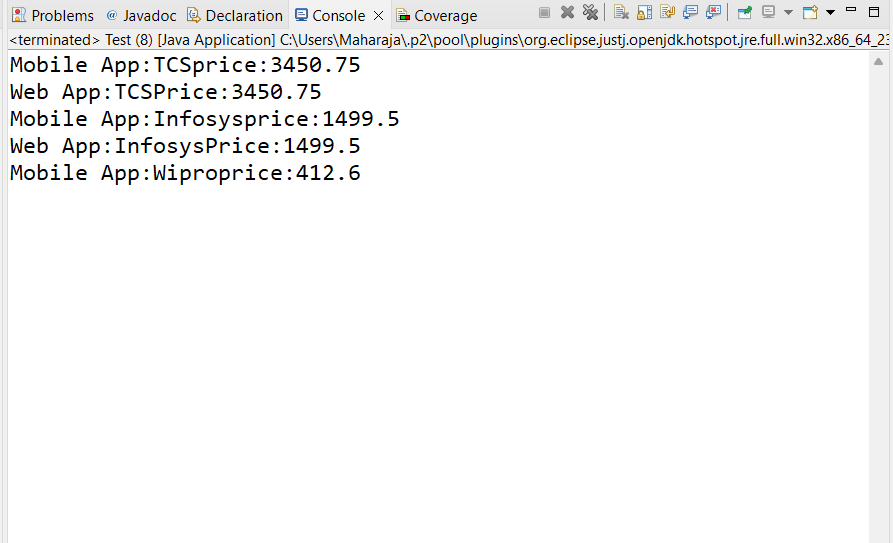 Problems @ Javadoc Declaration Console Coverage
<terminated> Test (8) [Java Application] C:\Users\Maharaja\.p2\pool\plugins\org.eclipse.justj.openjdk.hotspot.jre.full.win32.x86_64_23
Mobile App:TCSprice:3450.75
Web App:TCSPrice:3450.75
Mobile App:Infosysprice:1499.5
Web App:InfosysPrice:1499.5
Mobile App:Wiproprice:412.6